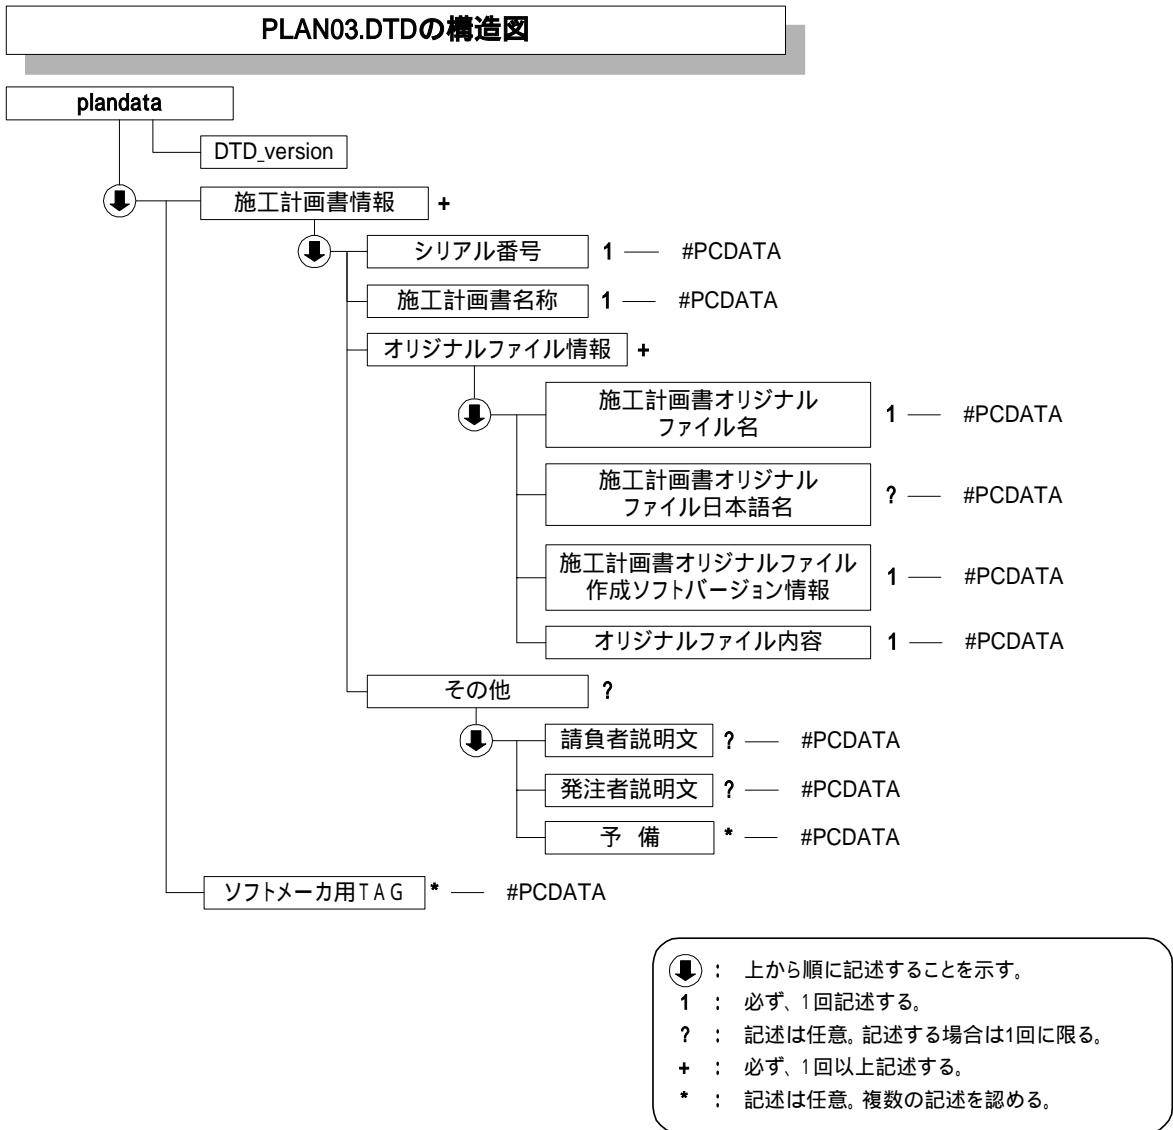 PLAN03.DTDの構造図
plandata
DTD_version
施工計画書情報 +
シリアル番号 1 #PCDATA
施工計画書名称 1 #PCDATA
オリジナルファイル情報 +
施工計画書オリジナル
ファイル名 1 #PCDATA
施工計画書オリジナル
ファイル日本語名 ? #PCDATA
施工計画書オリジナルファイル
作成ソフトバージョン情報 1 #PCDATA
オリジナルファイル内容 1 #PCDATA
その他 ?
請負者説明文 ? #PCDATA
発注者説明文 ? #PCDATA
予 備 * #PCDATA
ソフトメーカ用TAG * #PCDATA
: 上から順に記述することを示す。
1 : 必ず、1回記述する。
? : 記述は任意。記述する場合は1回に限る。
+ : 必ず、1回以上記述する。
* : 記述は任意。複数の記述を認める。